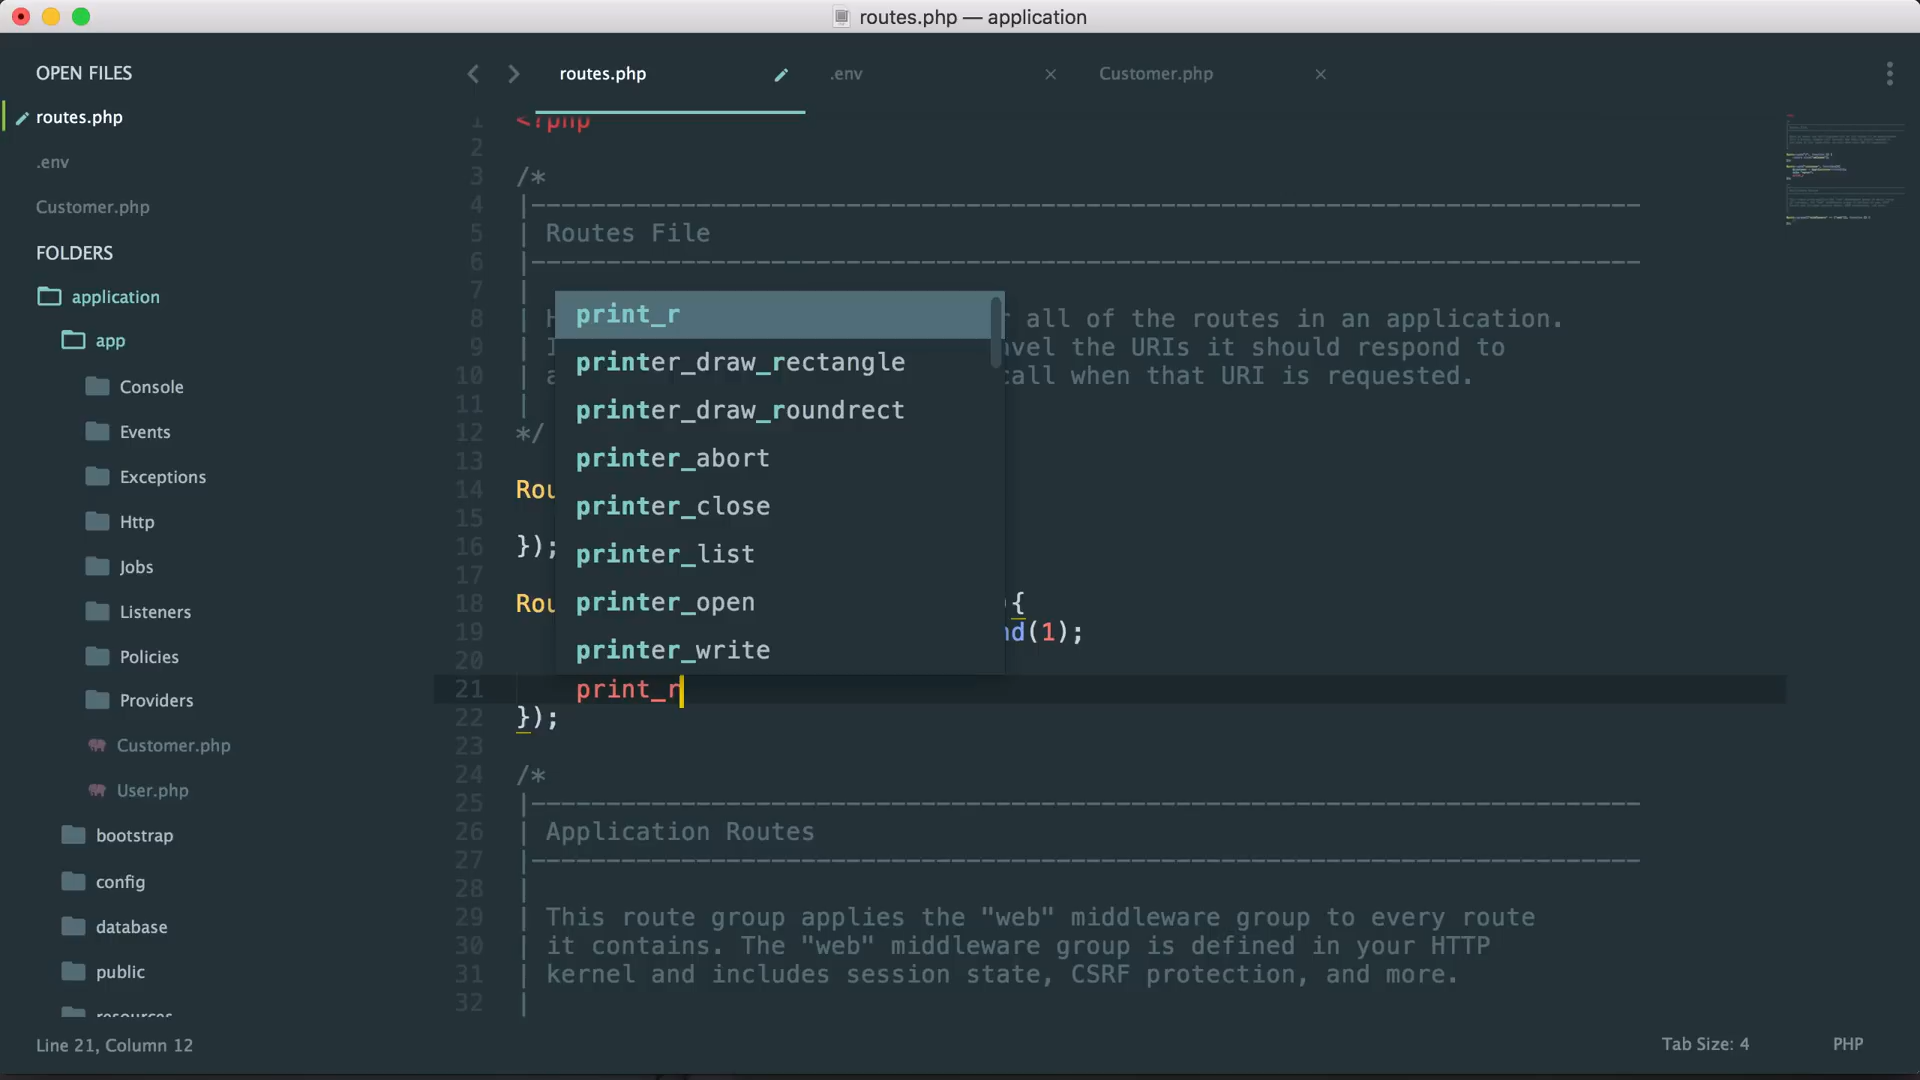 routes.php — application
OPEN FILES
routes.php
.env
Customer.php
FOLDERS
application
app
Console
Events
Exceptions
Http
Jobs
Listeners
Policies
Providers
Customer.php
User.php
bootstrap
config
database
public
resources
routes.php
.env
Customer.php
1 <?php
2
3 /*
4 |--------------------------------------------------------------------------
5 | Routes File
6 |--------------------------------------------------------------------------
7 |
8 | H all of the routes in an application.
9 | I the URIs it should respond to
10 | a call when that URI is requested.
11 |
12 */
13
14 Rou
15
16 });
17
18 Rou {
19 nd(1);
20
21 print_r
22 });
23
24 /*
25 |--------------------------------------------------------------------------
26 | Application Routes
27 |--------------------------------------------------------------------------
28 |
29 | This route group applies the "web" middleware group to every route
30 | it contains. The "web" middleware group is defined in your HTTP
31 | kernel and includes session state, CSRF protection, and more.
32 |
print_r
printer_draw_rectangle
printer_draw_roundrect
printer_abort
printer_close
printer_list
printer_open
printer_write
Line 21, Column 12
Tab Size: 4
PHP